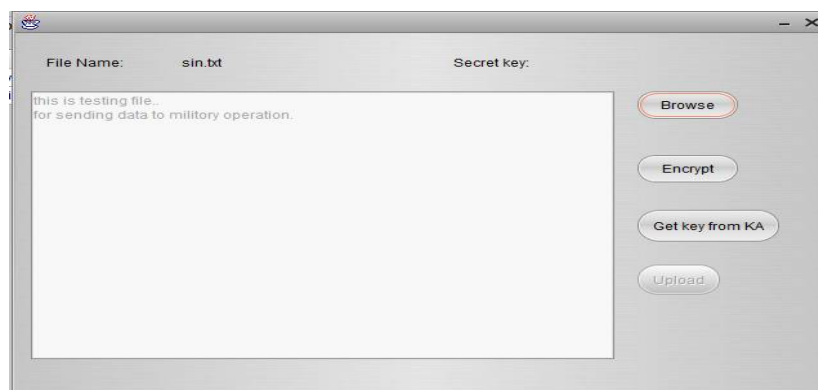 File Name: sin.txt Secret key:
this is testing file..
for sending data to militory operation.
Browse
Encrypt
Get key from KA
Upload